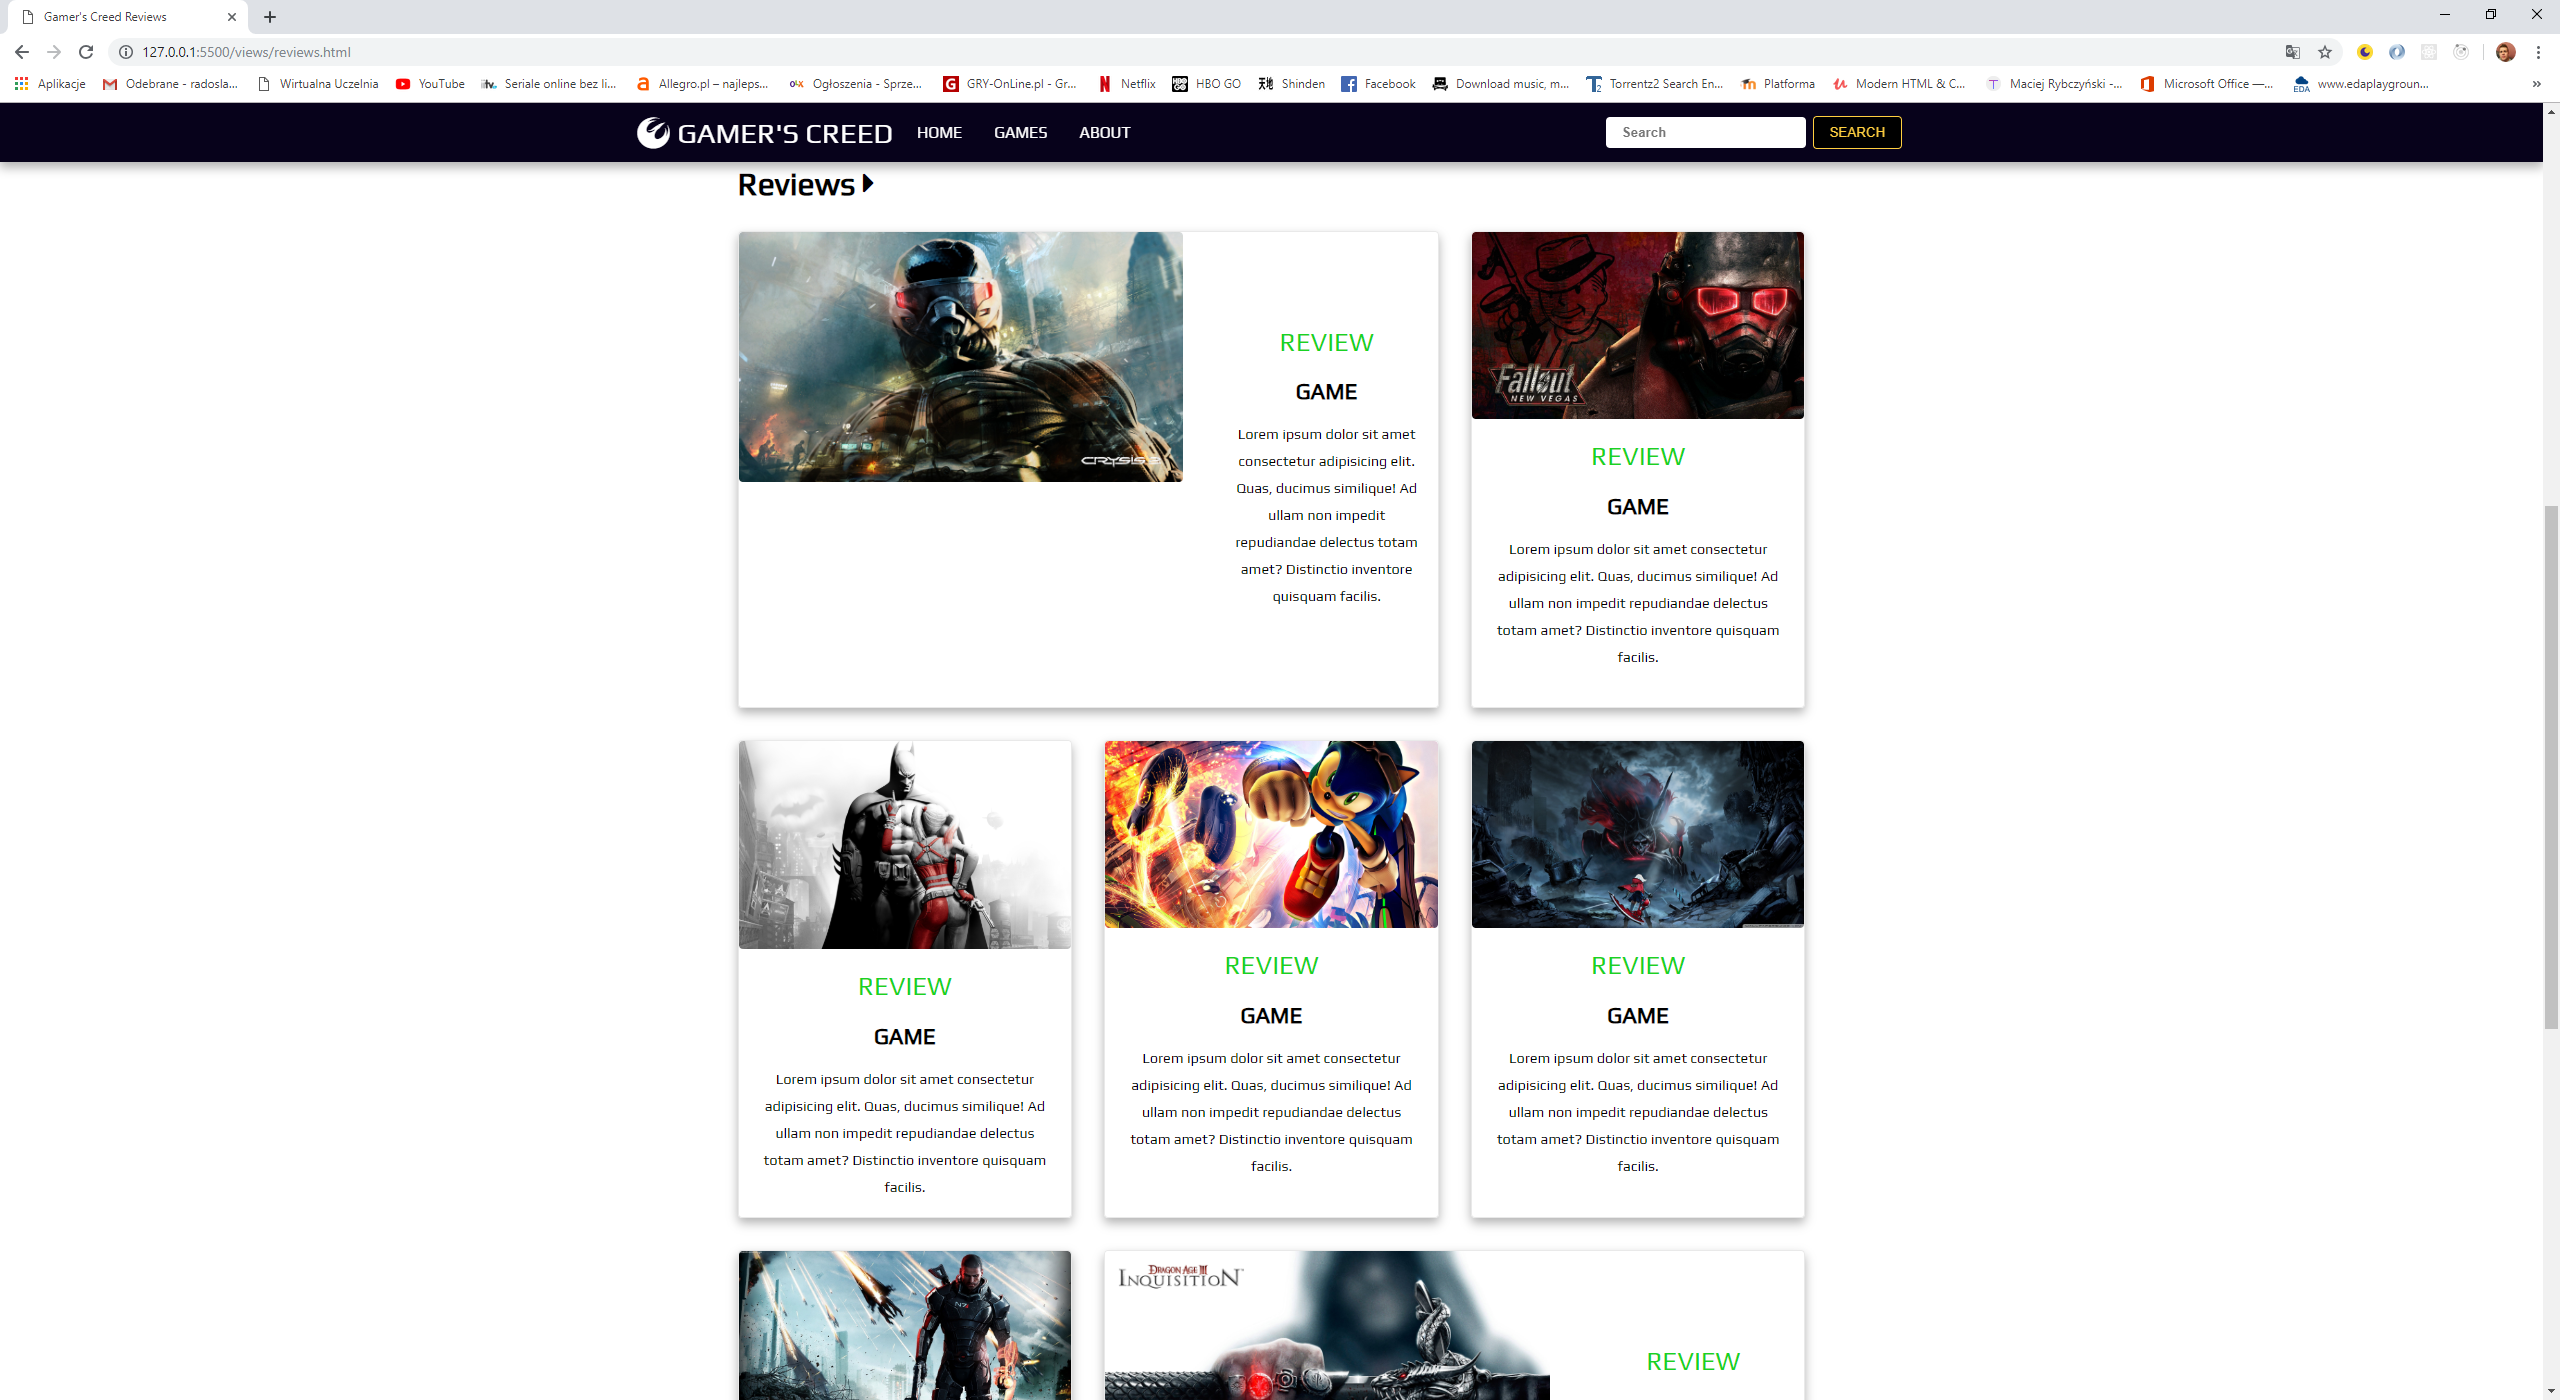 Gamer's Creed Reviews
127.0.0.1:5500/views/reviews.html
Aplikacje
Odebrane - radosla...
Wirtualna Uczelnia
YouTube
Seriale online bez li...
Allegro.pl – najleps...
Ogłoszenia - Sprze...
GRY-OnLine.pl - Gr...
Netflix
HBO GO
Shinden
Facebook
Download music, m...
Torrentz2 Search En...
Platforma
Modern HTML & C...
Maciej Rybczyński -...
Microsoft Office —...
www.edaplaygroun...
GAMER'S CREED
HOME
GAMES
ABOUT
Search
SEARCH
Reviews
CRYSIS 2
REVIEW
GAME
Lorem ipsum dolor sit amet
consectetur adipisicing elit.
Quas, ducimus similique! Ad
ullam non impedit
repudiandae delectus totam
amet? Distinctio inventore
quisquam facilis.
Fallout
NEW VEGAS
REVIEW
GAME
Lorem ipsum dolor sit amet consectetur
adipisicing elit. Quas, ducimus similique! Ad
ullam non impedit repudiandae delectus
totam amet? Distinctio inventore quisquam
facilis.
REVIEW
GAME
Lorem ipsum dolor sit amet consectetur
adipisicing elit. Quas, ducimus similique! Ad
ullam non impedit repudiandae delectus
totam amet? Distinctio inventore quisquam
facilis.
REVIEW
GAME
Lorem ipsum dolor sit amet consectetur
adipisicing elit. Quas, ducimus similique! Ad
ullam non impedit repudiandae delectus
totam amet? Distinctio inventore quisquam
facilis.
REVIEW
GAME
Lorem ipsum dolor sit amet consectetur
adipisicing elit. Quas, ducimus similique! Ad
ullam non impedit repudiandae delectus
totam amet? Distinctio inventore quisquam
facilis.
N7
DRAGON AGE III
INQUISITION
REVIEW